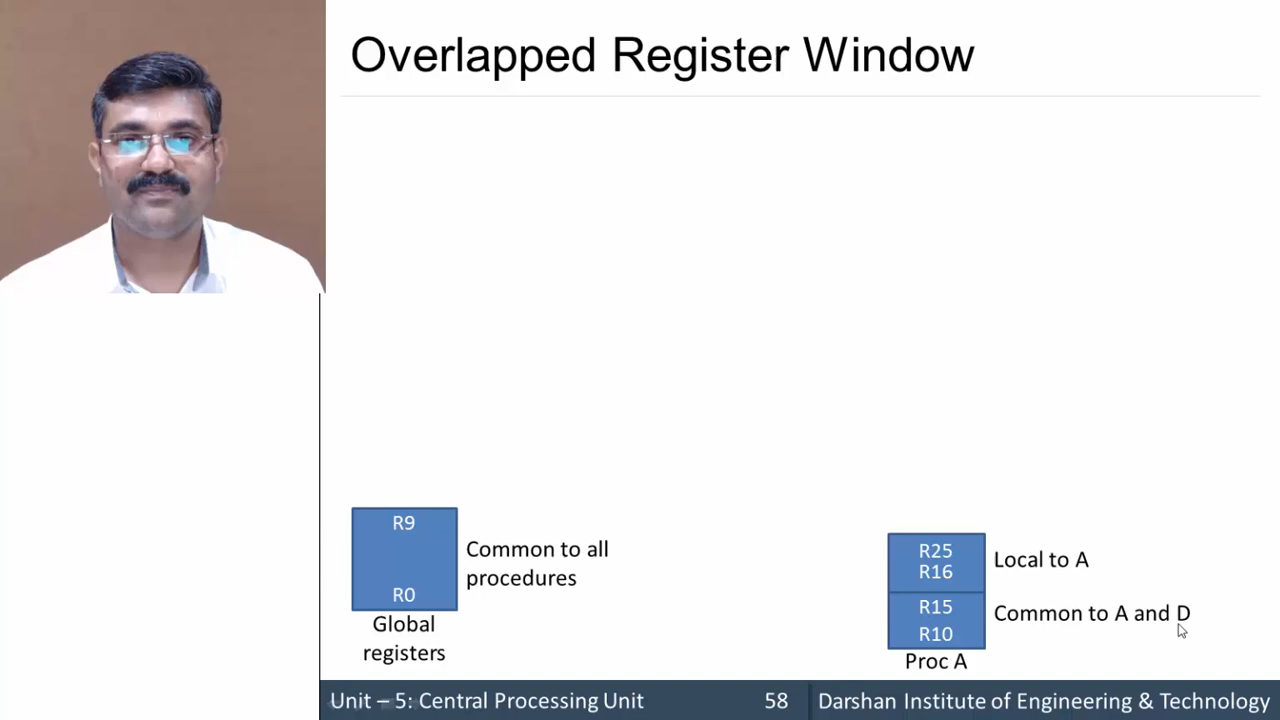 Overlapped Register Window
R9
R0
Common to all
procedures
Global
registers
R25
R16
Local to A
R15
R10
Common to A and D
Proc A
Unit – 5: Central Processing Unit
58
Darshan Institute of Engineering & Technology